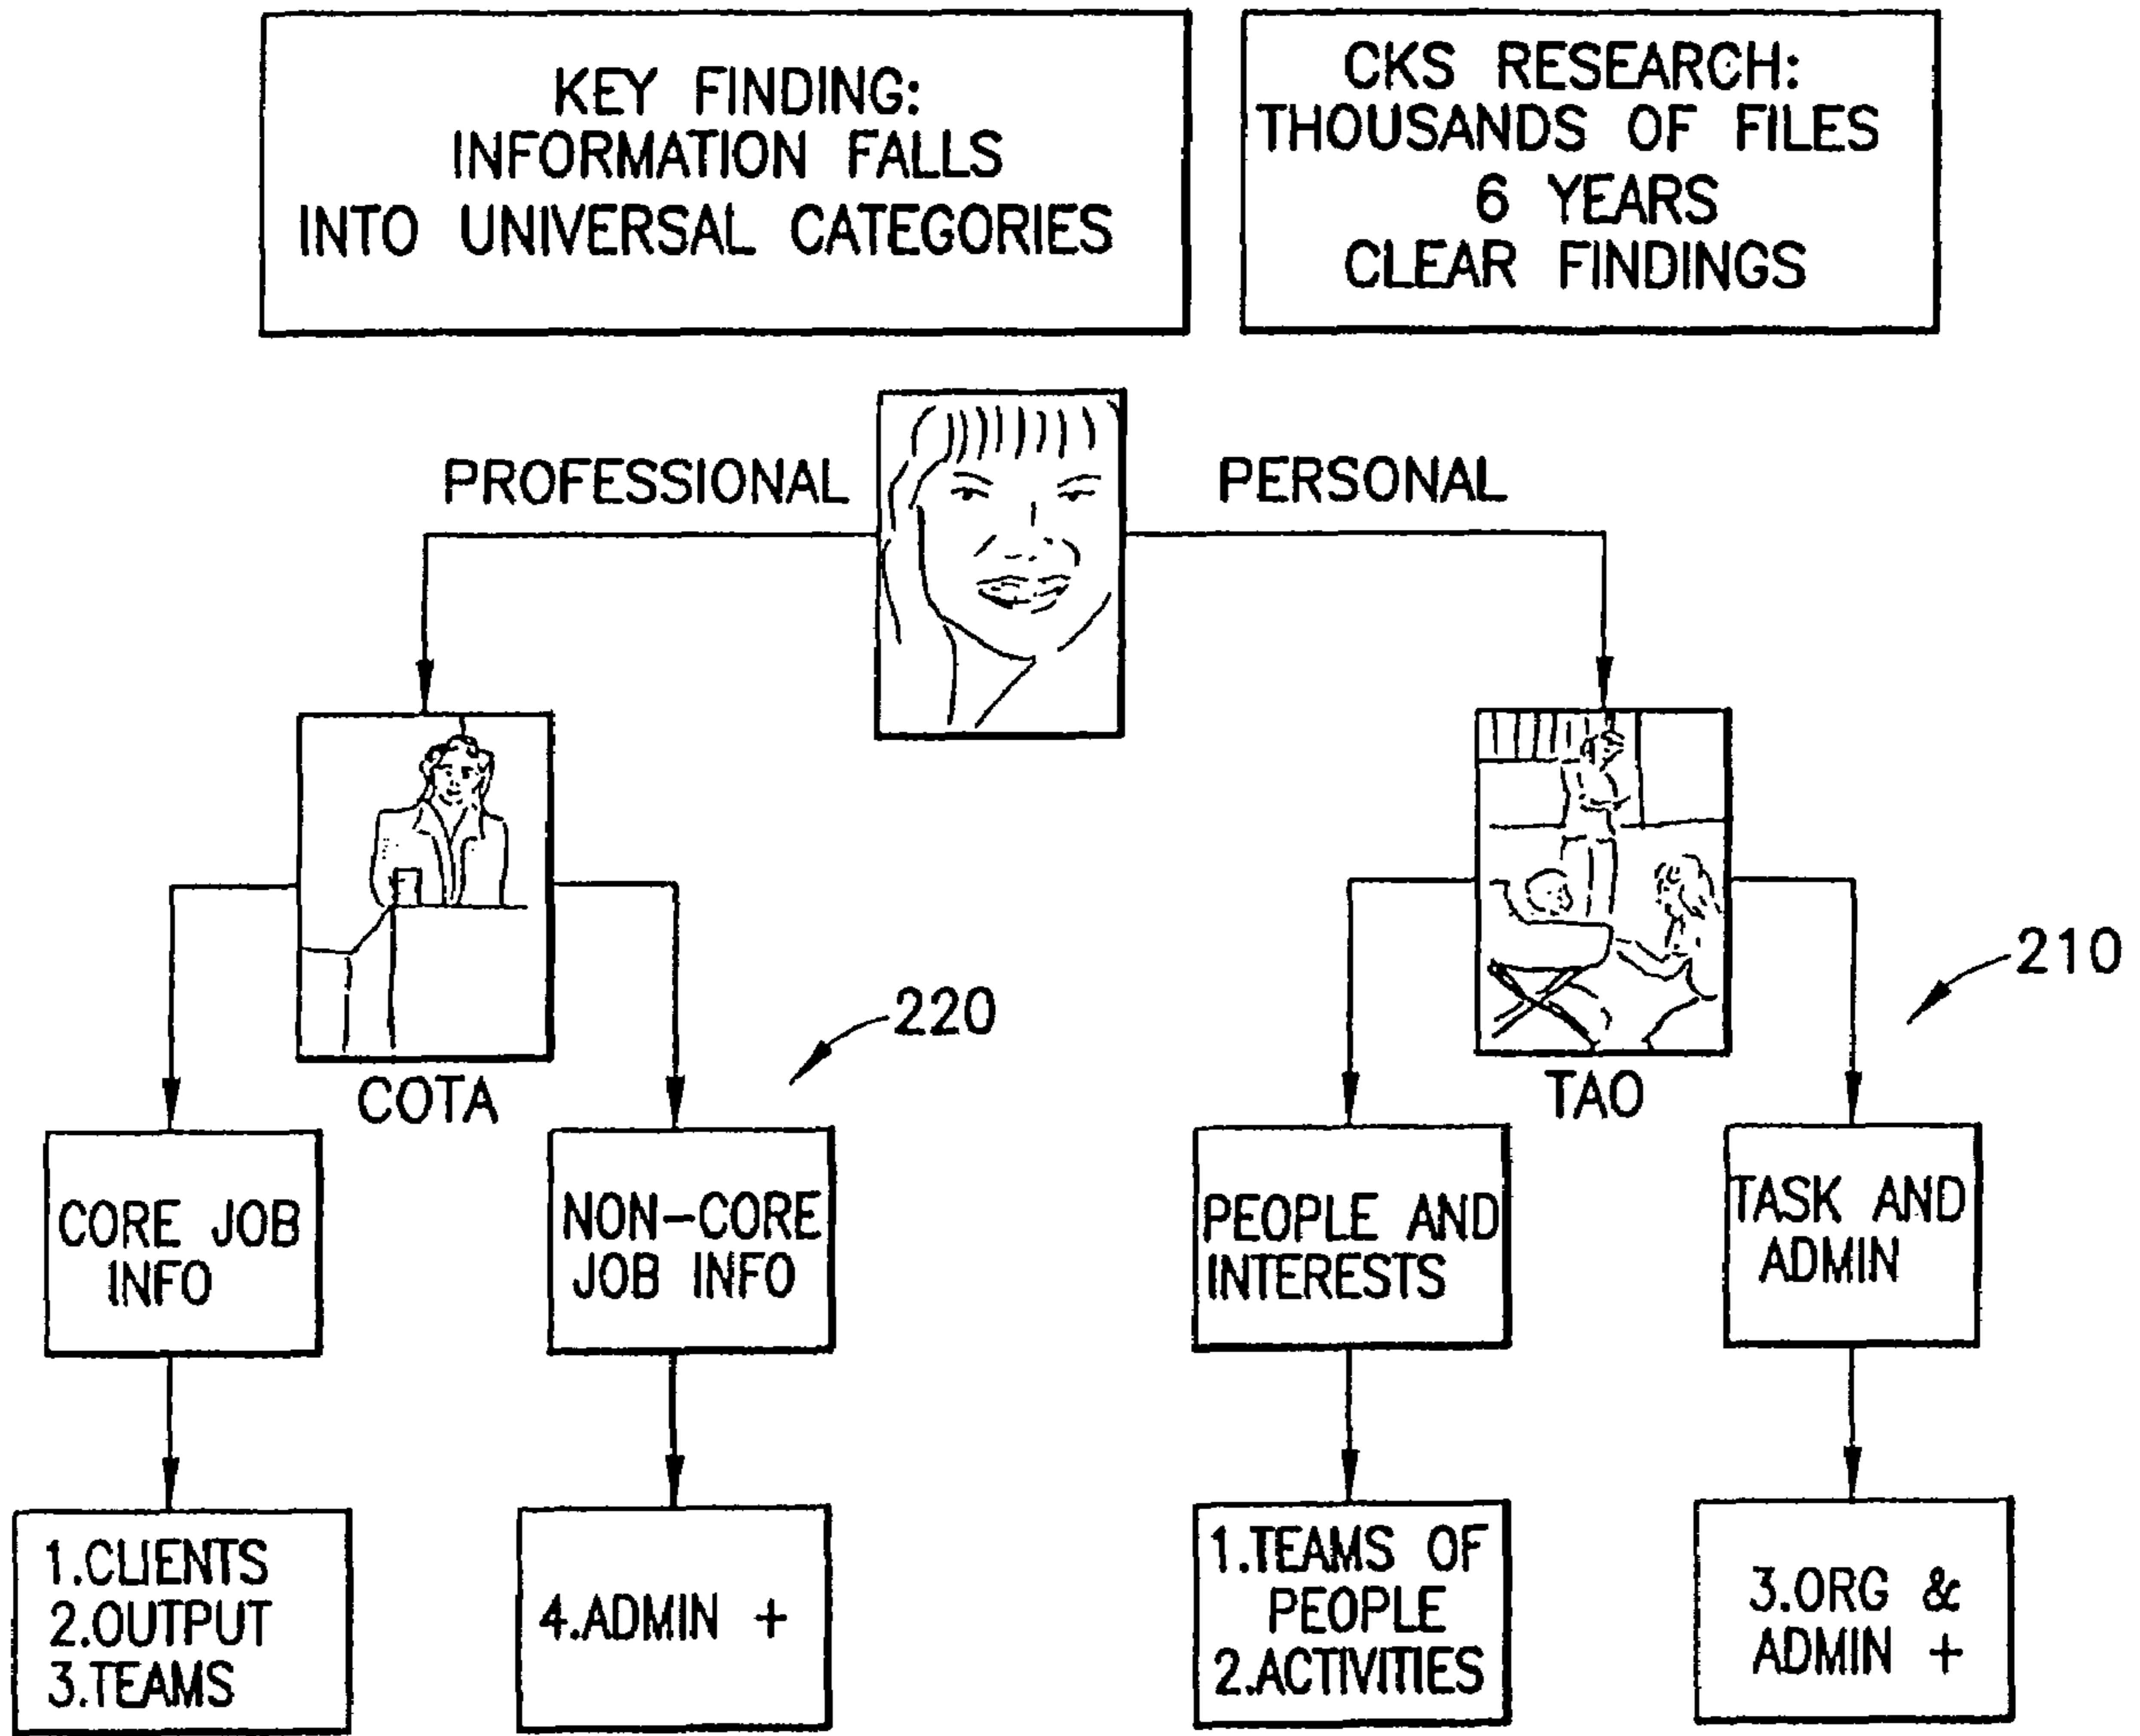 KEY FINDING:
INFORMATION FALLS
INTO UNIVERSAL CATEGORIES
CKS RESEARCH:
THOUSANDS OF FILES
6 YEARS
CLEAR FINDINGS
PROFESSIONAL
PERSONAL
COTA
220
TAO
210
CORE JOB
INFO
NON-CORE
JOB INFO
PEOPLE AND
INTERESTS
TASK AND
ADMIN
1.CLIENTS
2.OUTPUT
3.TEAMS
4.ADMIN +
1.TEAMS OF
PEOPLE
2.ACTIVITIES
3.ORG &
ADMIN +